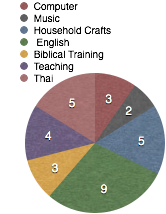 Computer
Music
Household Crafts
English
Biblical Training
Teaching
Thai
3
2
5
9
3
4
5